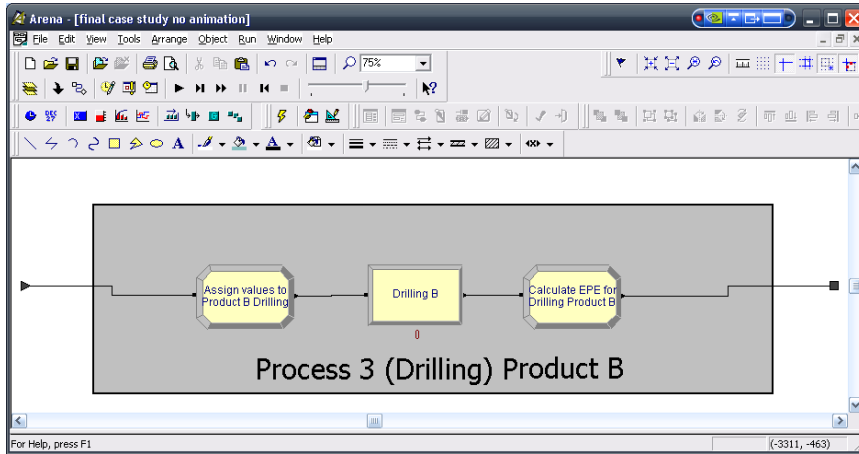 Arena - [final case study no animation]
File Edit View Tools Arrange Object Run Window Help
75%
Assign values to
Product B Drilling
Drilling B
0
Calculate EPE for
Drilling Product B
Process 3 (Drilling) Product B
For Help, press F1
(-3311, -463)